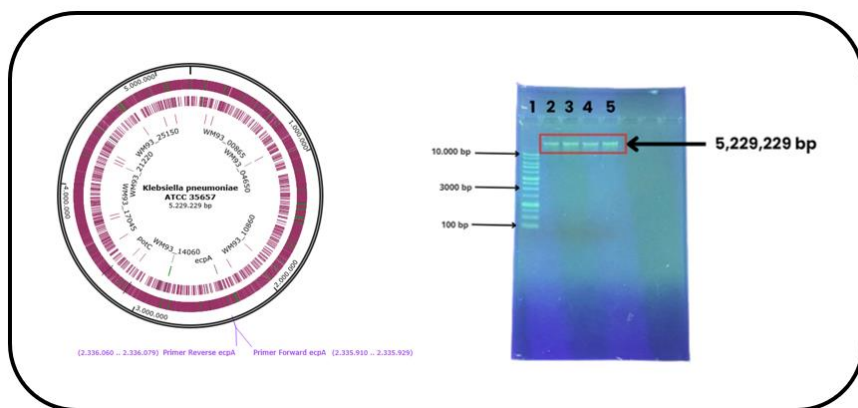 5.000.000
1.000.000
2.000.000
3.000.000
4.000.000
WM93_25150
WM93_21220
WM93_17045
potC
WM93_14060
ecpA
WM93_10860
WM93_04650
WM93_00865
Klebsiella pneumoniae
ATCC 35657
5.229.229 bp
(2.336.060 .. 2.336.079) Primer Reverse ecpA Primer Forward ecpA (2.335.910 .. 2.335.929)
1 2 3 4 5
10.000 bp
3000 bp
100 bp
5,229,229 bp